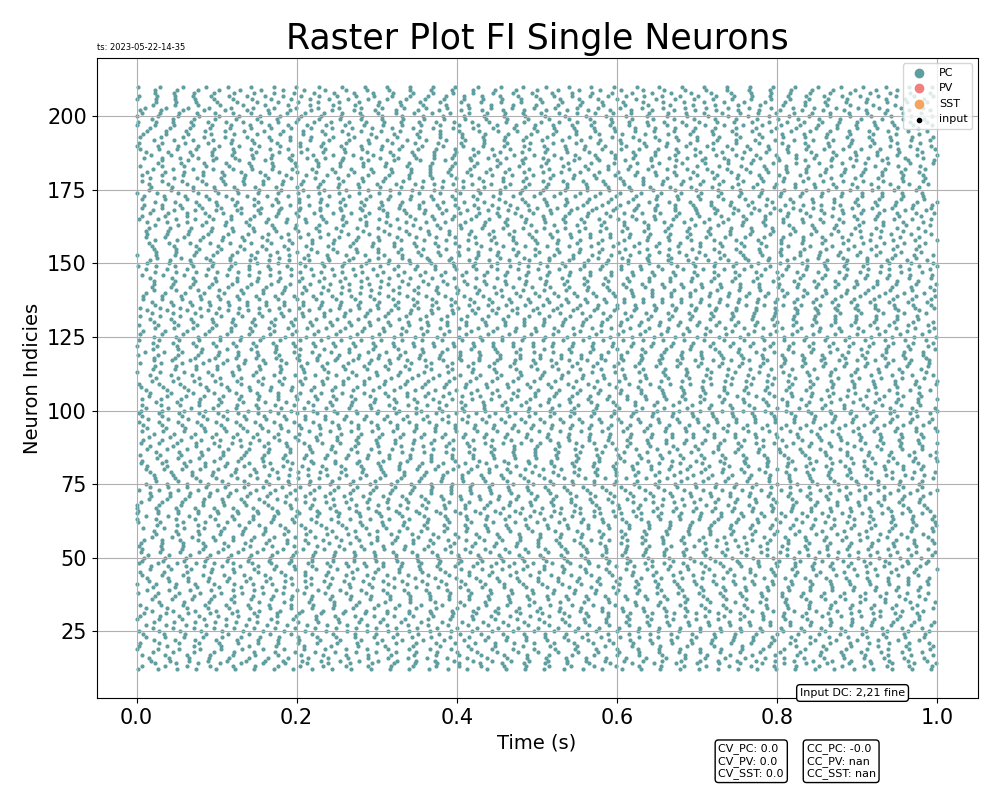 Raster Plot FI Single Neurons
ts: 2023-05-22-14-35
PC
PV
SST
input
200
175
150
125
100
75
50
25
Neuron Indicies
Input DC: 2,21 fine
0.0 0.2 0.4 0.6 0.8 1.0
Time (s)
CV_PC: 0.0
CV_PV: 0.0
CV_SST: 0.0
CC_PC: -0.0
CC_PV: nan
CC_SST: nan